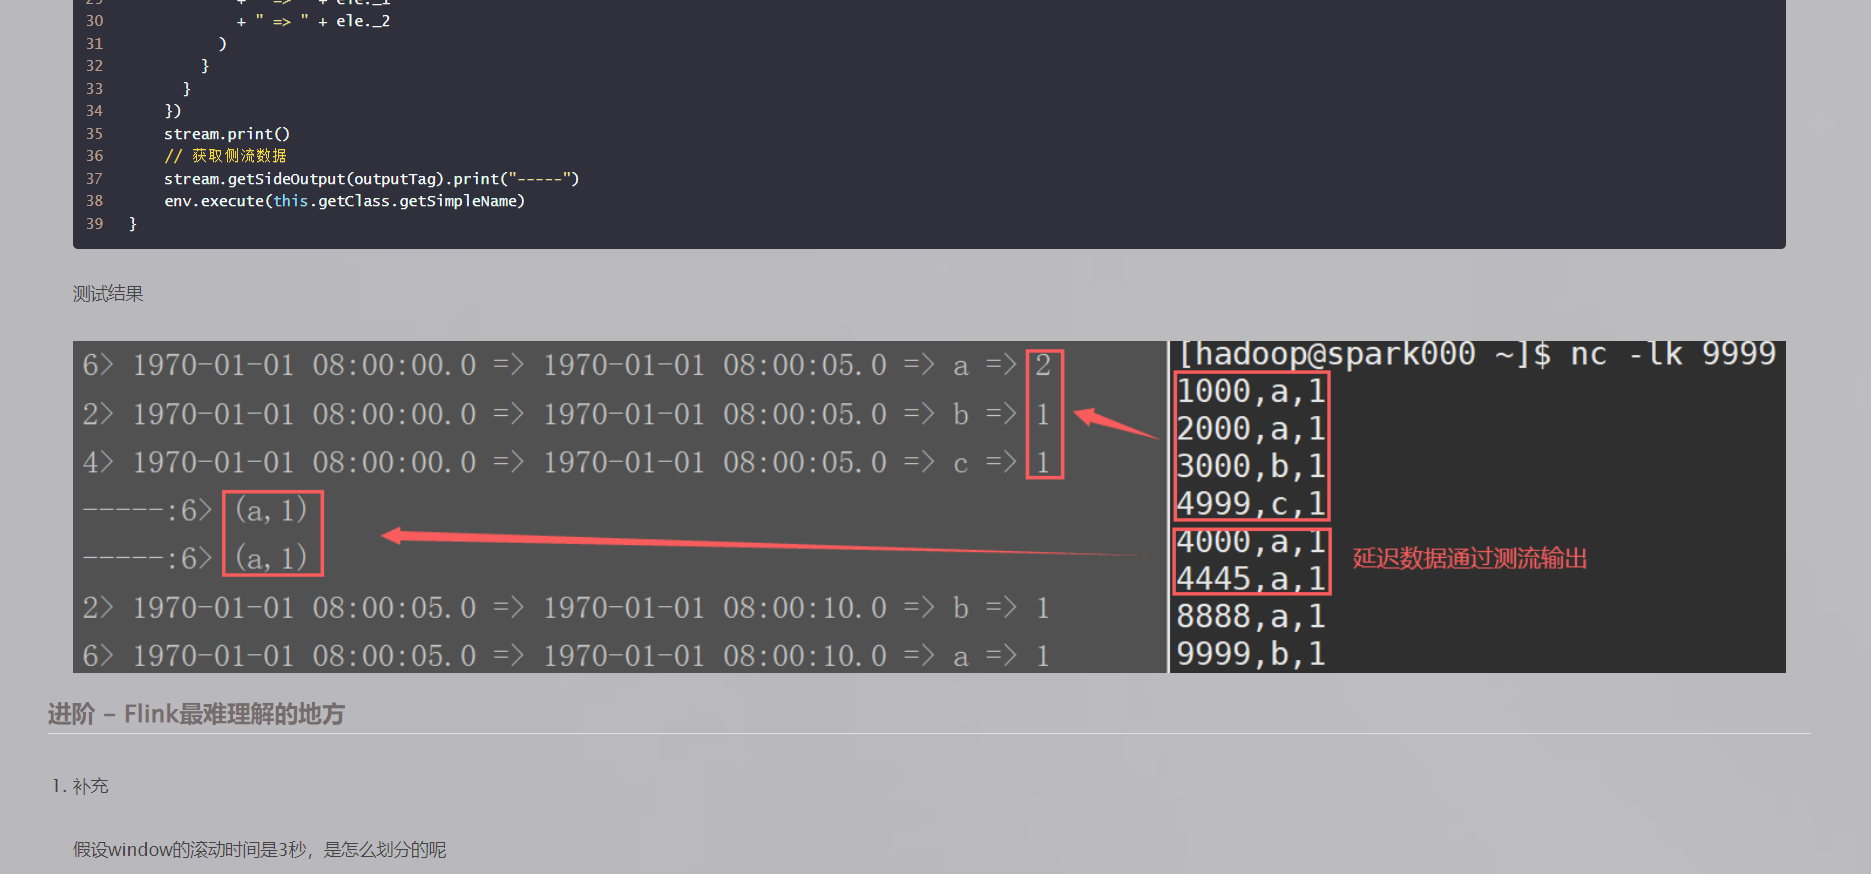 29 + " => " + ele._1
30 + " => " + ele._2
31 )
32 }
33 }
34 })
35 stream.print()
36 // 获取侧流数据
37 stream.getSideOutput(outputTag).print("-----")
38 env.execute(this.getClass.getSimpleName)
39 }
测试结果
6> 1970-01-01 08:00:00.0 => 1970-01-01 08:00:05.0 => a => 2
2> 1970-01-01 08:00:00.0 => 1970-01-01 08:00:05.0 => b => 1
4> 1970-01-01 08:00:00.0 => 1970-01-01 08:00:05.0 => c => 1
-----:6> (a,1)
-----:6> (a,1)
2> 1970-01-01 08:00:05.0 => 1970-01-01 08:00:10.0 => b => 1
6> 1970-01-01 08:00:05.0 => 1970-01-01 08:00:10.0 => a => 1
[hadoop@spark000 ~]$ nc -lk 9999
1000,a,1
2000,a,1
3000,b,1
4999,c,1
4000,a,1
4445,a,1
延迟数据通过测流输出
8888,a,1
9999,b,1
进阶 – Flink最难理解的地方
1. 补充
假设window的滚动时间是3秒，是怎么划分的呢